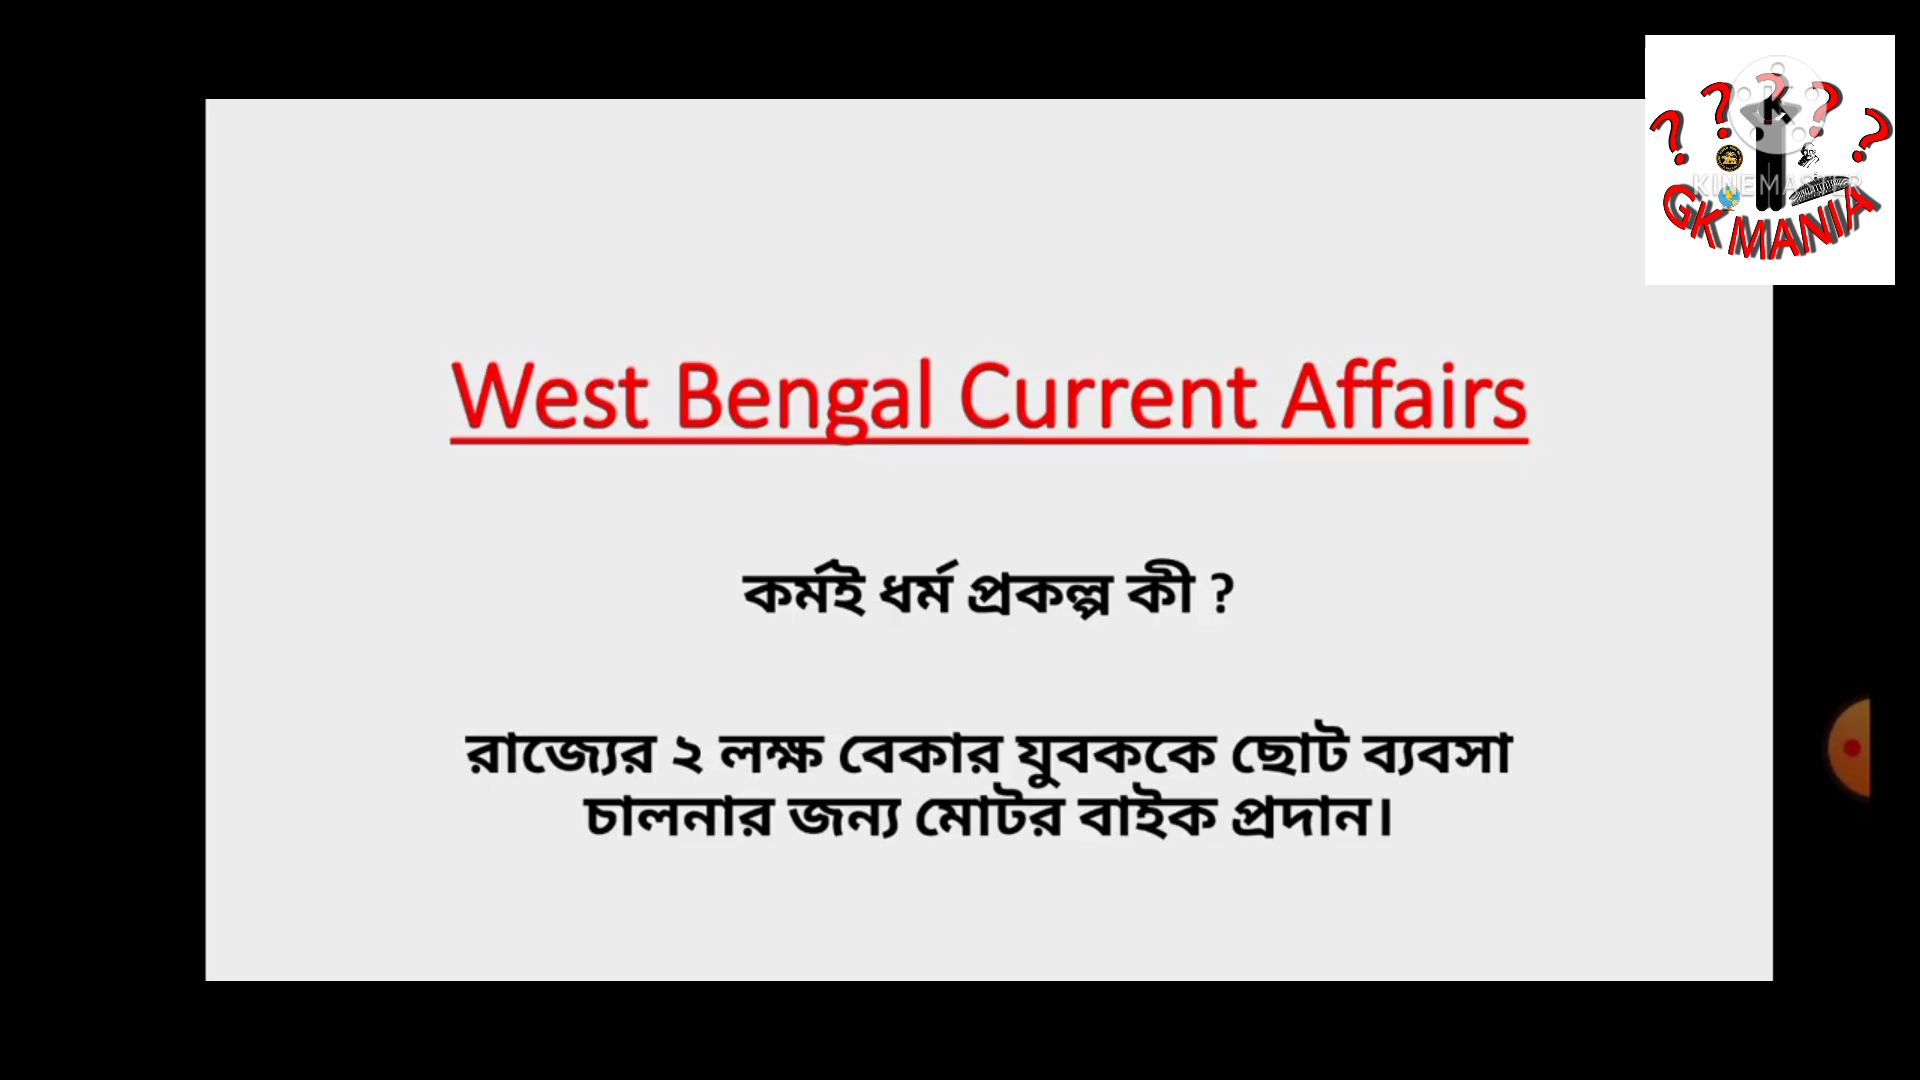 KINEMASTER
GK MANIA
West Bengal Current Affairs
কর্মই ধর্ম প্রকল্প কী ?
রাজ্যের ২ লক্ষ বেকার যুবককে ছোট ব্যবসা
চালনার জন্য মোটর বাইক প্রদান।